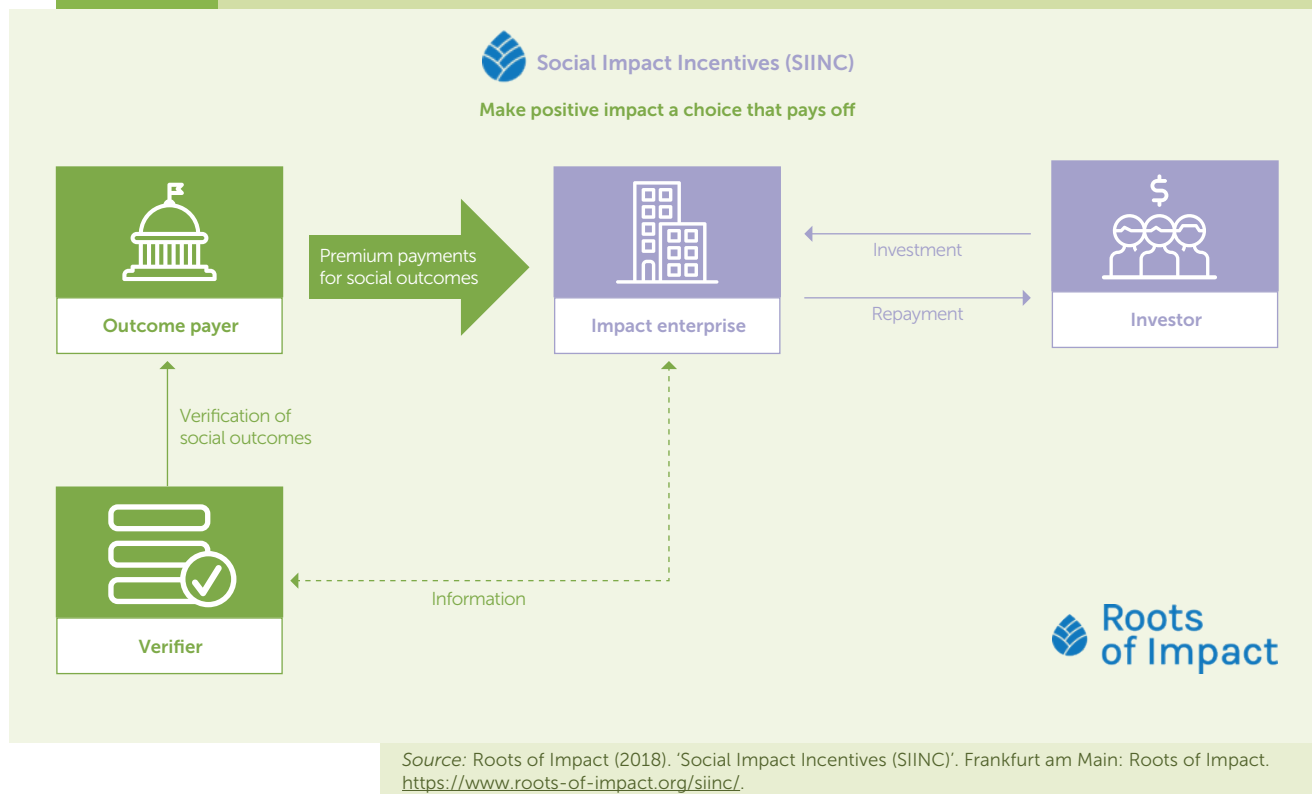 Social Impact Incentives (SIINC)
Make positive impact a choice that pays off
$
Premium payments
for social outcomes
Investment
Repayment
Outcome payer
Impact enterprise
Investor
Verification of
social outcomes
Information
Verifier
Roots
of Impact
Source: Roots of Impact (2018). ‘Social Impact Incentives (SIINC)’. Frankfurt am Main: Roots of Impact.
https://www.roots-of-impact.org/siinc/.